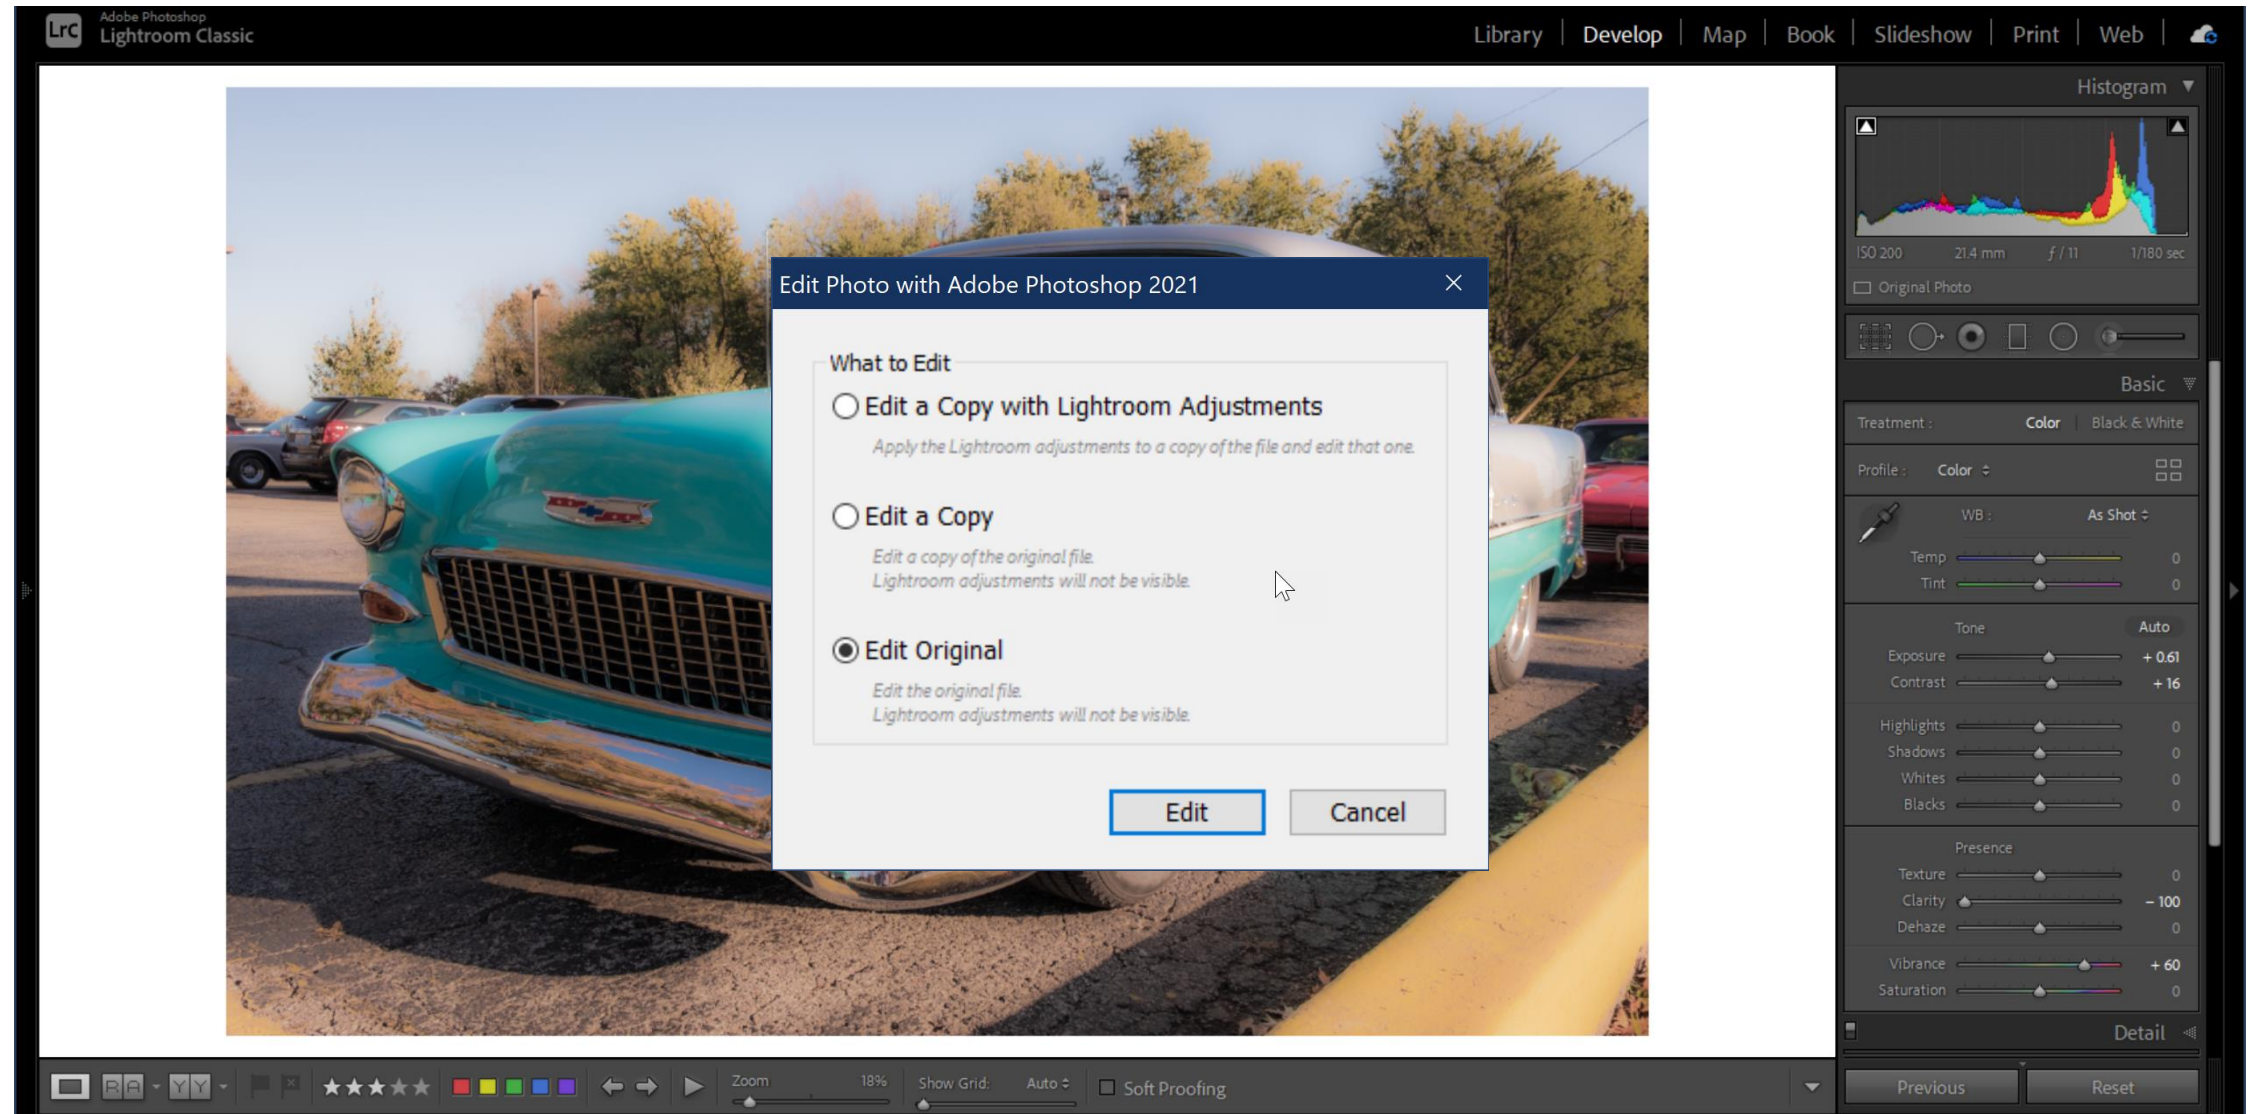 Lrc
Adobe Photoshop
Lightroom Classic
Library | Develop | Map | Book | Slideshow | Print | Web
Histogram
ISO 200 21.4 mm ƒ / 11 1/180 sec
Original Photo
Basic
Treatment : Color Black & White
Profile : Color
WB : As Shot
Temp 0
Tint 0
Tone Auto
Exposure + 0.61
Contrast + 16
Highlights 0
Shadows 0
Whites 0
Blacks 0
Presence
Texture 0
Clarity – 100
Dehaze 0
Vibrance + 60
Saturation 0
Detail
Previous Reset
Edit Photo with Adobe Photoshop 2021
What to Edit
Edit a Copy with Lightroom Adjustments
Apply the Lightroom adjustments to a copy of the file and edit that one.
Edit a Copy
Edit a copy of the original file.
Lightroom adjustments will not be visible.
Edit Original
Edit the original file.
Lightroom adjustments will not be visible.
Edit Cancel
R A Y Y Zoom 18% Show Grid: Auto Soft Proofing